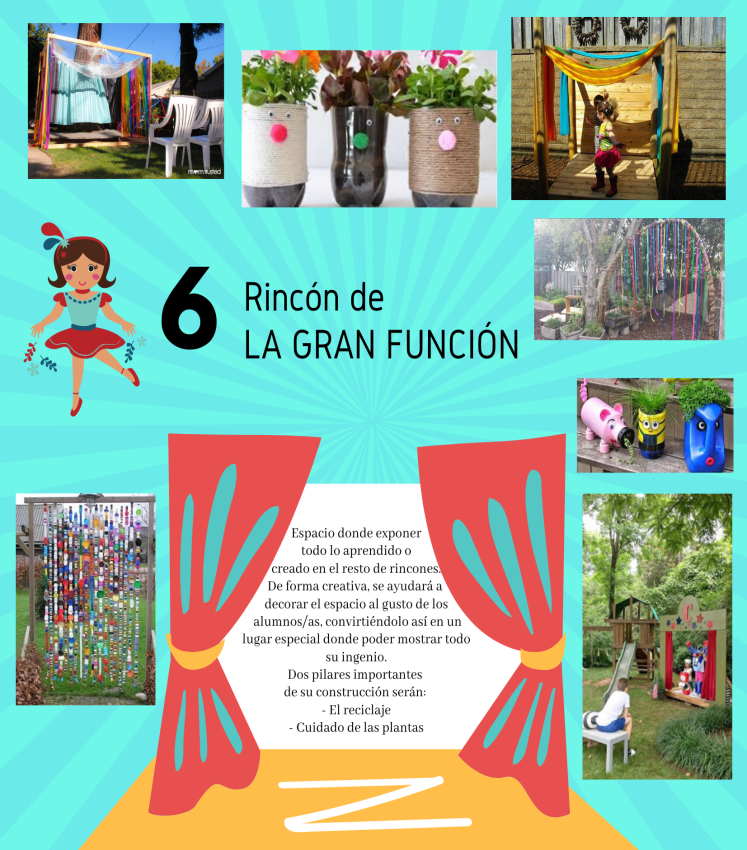 mom.trusted
6
Rincón de
LA GRAN FUNCIÓN
Espacio donde exponer
todo lo aprendido o
creado en el resto de rincones.
De forma creativa, se ayudará a
decorar el espacio al gusto de los
alumnos/as, convirtiéndolo así en un
lugar especial donde poder mostrar todo
su ingenio.
Dos pilares importantes
de su construcción serán:
- El reciclaje
- Cuidado de las plantas